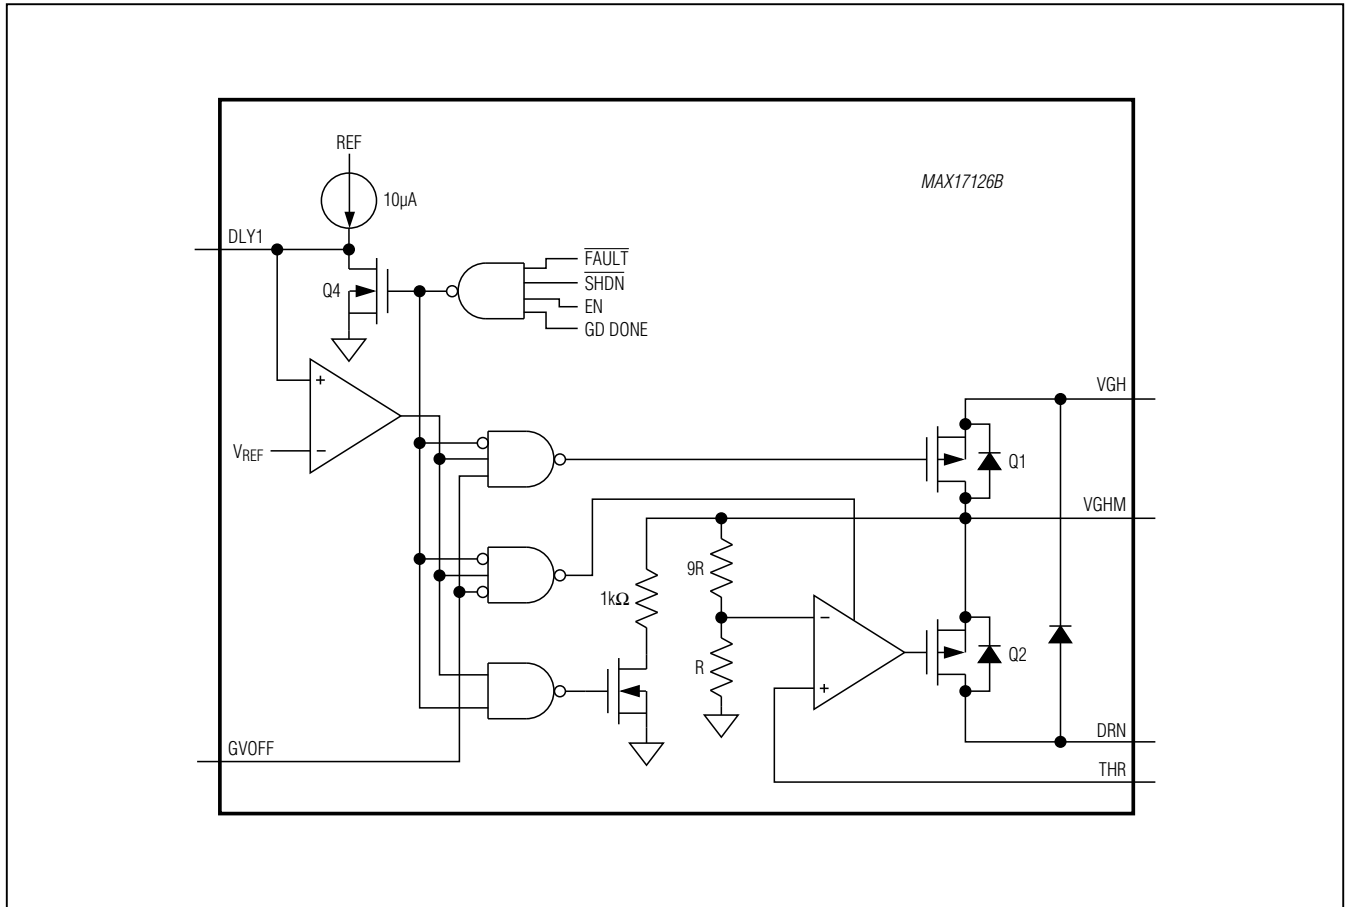 REF
MAX17126B
10µA
DLY1
FAULT
SHDN
Q4
EN
GD DONE
+
VGH
VREF
−
Q1
VGHM
9R
1kΩ
−
R
Q2
+
DRN
GVOFF
THR